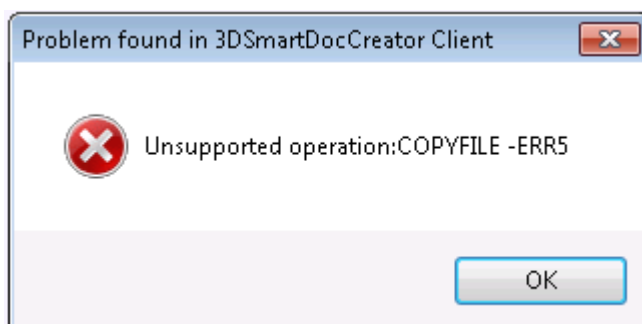 Problem found in 3DSmartDocCreator Client
Unsupported operation:COPYFILE -ERR5
OK